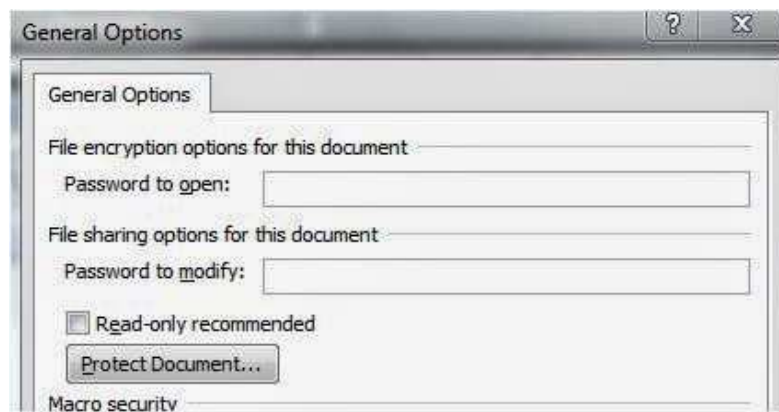 General Options
General Options
File encryption options for this document
Password to open:
File sharing options for this document
Password to modify:
Read-only recommended
Protect Document...
Macro security